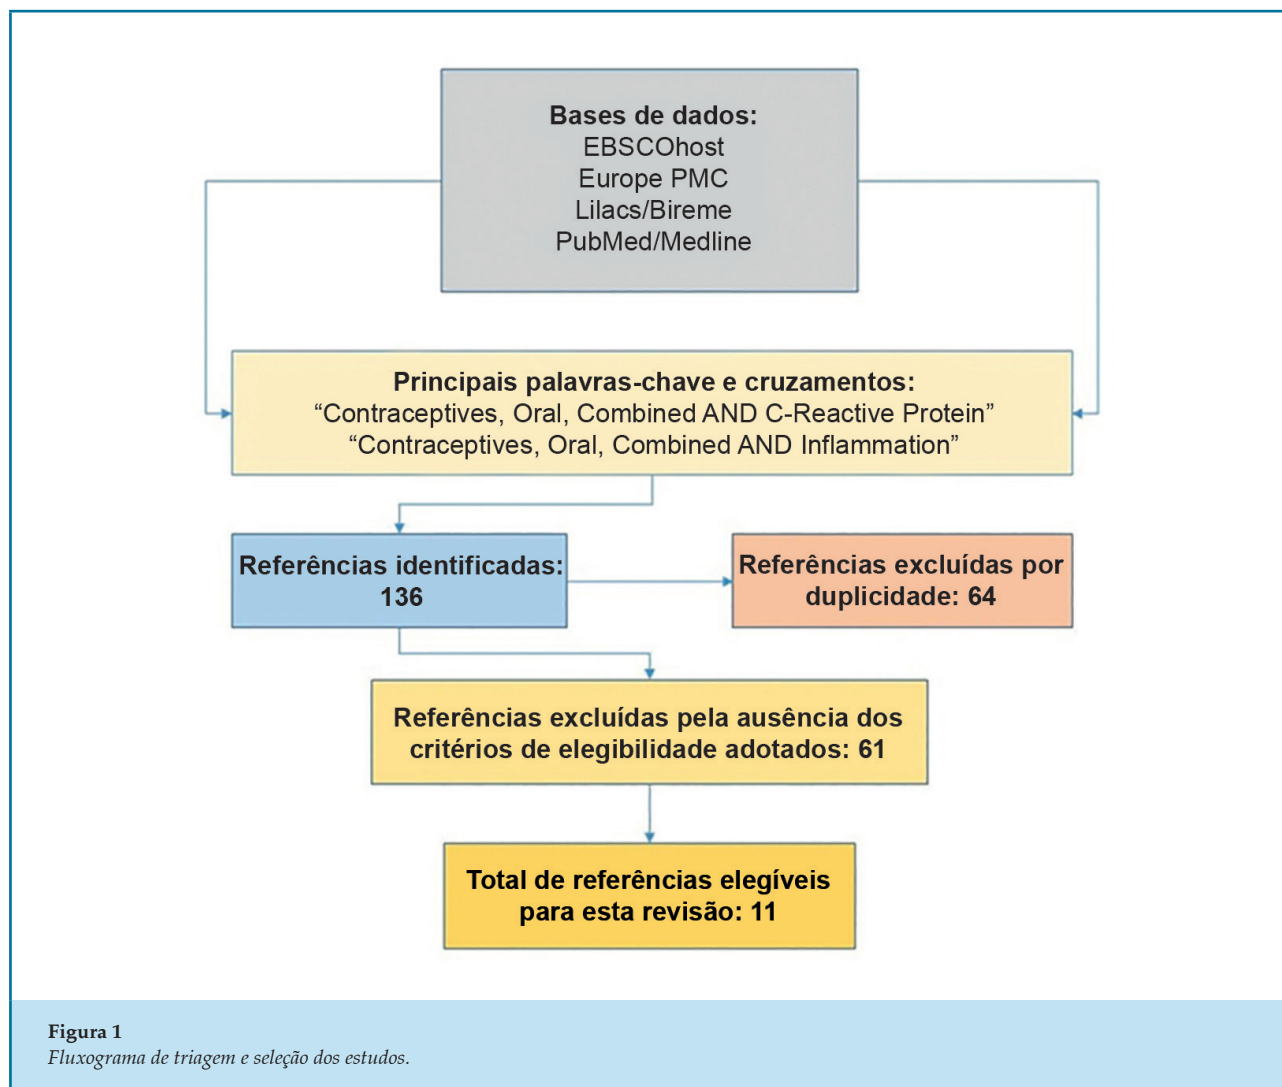 Bases de dados:
EBSCOhost
Europe PMC
Lilacs/Bireme
PubMed/Medline
Principais palavras-chave e cruzamentos:
“Contraceptives, Oral, Combined AND C-Reactive Protein”
“Contraceptives, Oral, Combined AND Inflammation”
Referências identificadas:
136
Referências excluídas por
duplicidade: 64
Referências excluídas pela ausência dos
critérios de elegibilidade adotados: 61
Total de referências elegíveis
para esta revisão: 11
Figura 1
Fluxograma de triagem e seleção dos estudos.